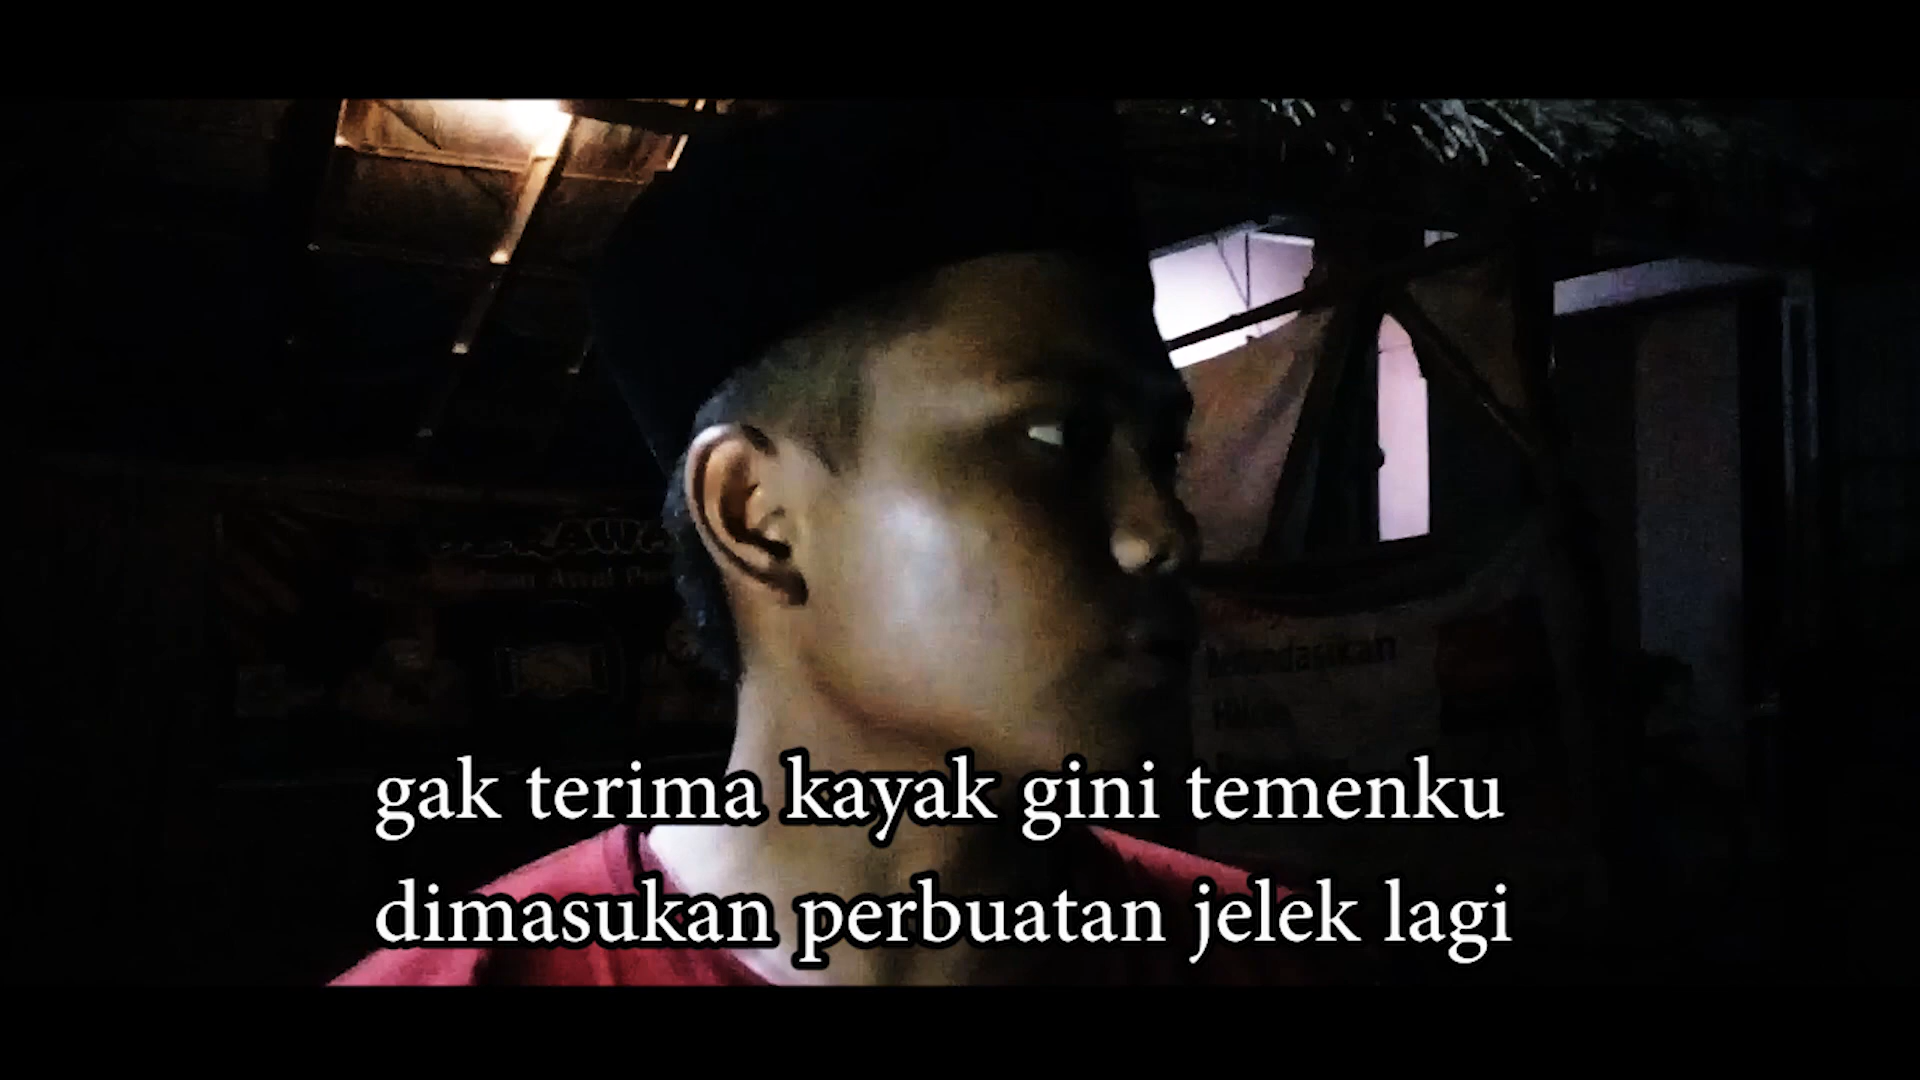 gak terima kayak gini temenku
dimasukan perbuatan jelek lagi